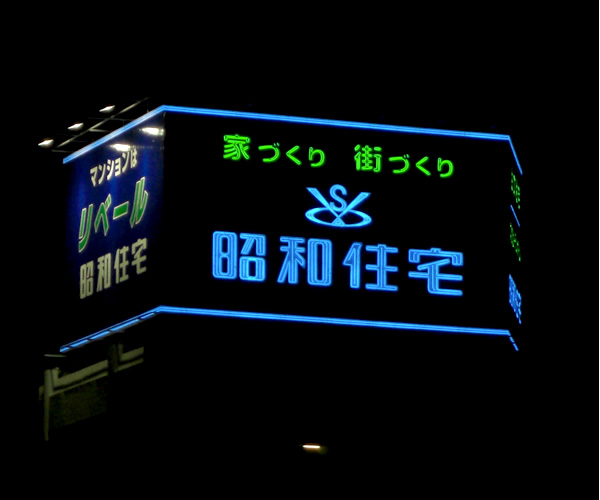 マンションは
リベール
昭和住宅
家づくり 街づくり
S
昭和住宅